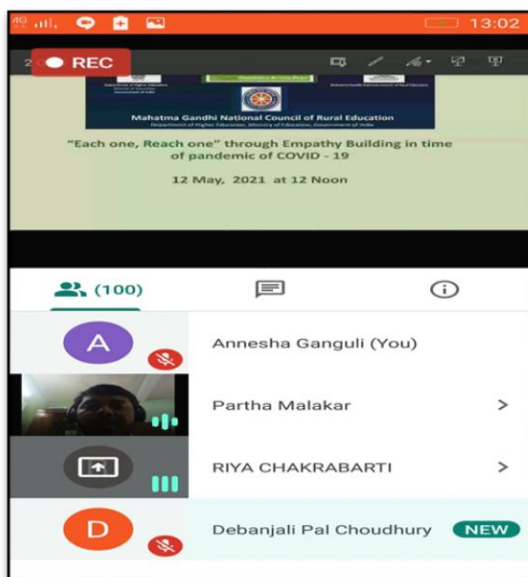 4G
13:02
2
REC
Mahatma Gandhi National Council of Rural Education
Department of Higher Education, Ministry of Education, Government of India
"Each one, Reach one" through Empathy Building in time
of pandemic of COVID - 19
12 May, 2021 at 12 Noon
(100)
A
Annesha Ganguli (You)
Partha Malakar
RIYA CHAKRABARTI
D
Debanjali Pal Choudhury
NEW